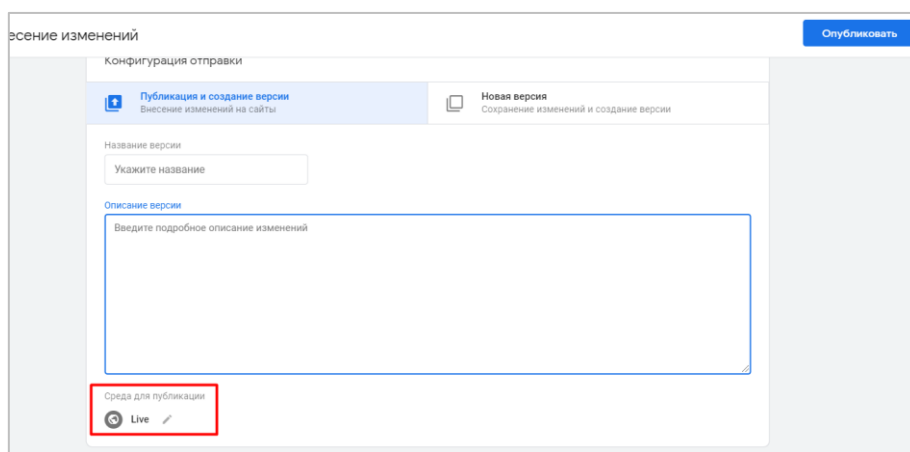 есение изменений
Опубликовать
Конфигурация отправки
Публикация и создание версии
Внесение изменений на сайты
Новая версия
Сохранение изменений и создание версии
Название версии
Укажите название
Описание версии
Введите подробное описание изменений
Среда для публикации
Live